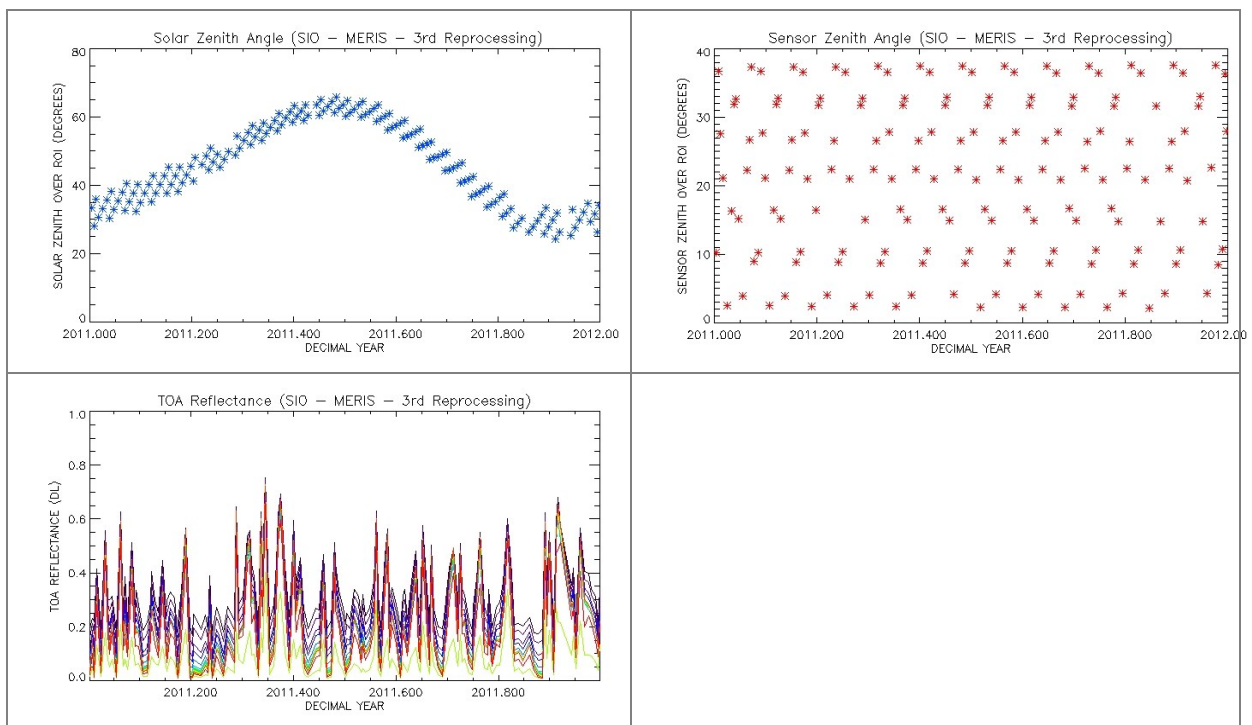 Solar Zenith Angle (SIO – MERIS – 3rd Reprocessing)
SOLAR ZENITH OVER ROI (DEGREES)
80
60
40
20
0
2011.000 2011.200 2011.400 2011.600 2011.800 2012.00
DECIMAL YEAR
Sensor Zenith Angle (SIO – MERIS – 3rd Reprocessing)
SENSOR ZENITH OVER ROI (DEGREES)
40
30
20
10
0
2011.000 2011.200 2011.400 2011.600 2011.800 2012.00
DECIMAL YEAR
TOA Reflectance (SIO – MERIS – 3rd Reprocessing)
TOA REFLECTANCE (DL)
1.0
0.8
0.6
0.4
0.2
0.0
2011.200 2011.400 2011.600 2011.800
DECIMAL YEAR